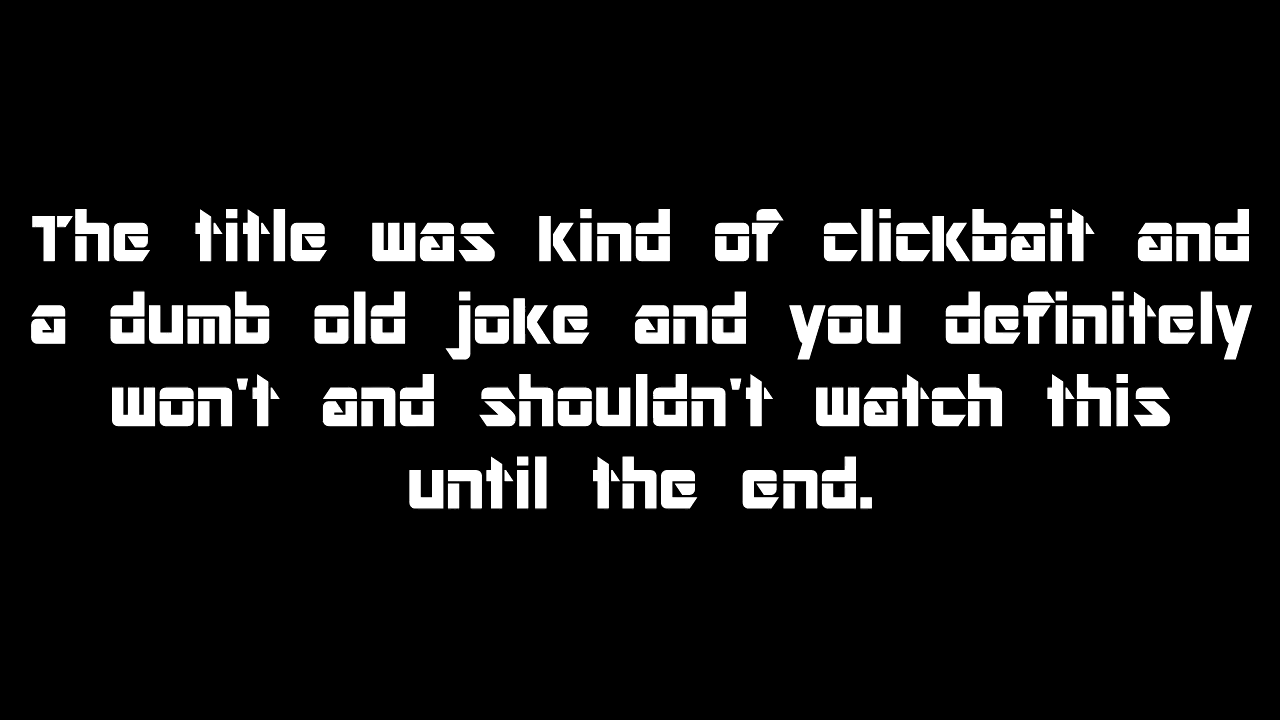 The title was kind of clickbait and
a dumb old joke and you definitely
won't and shouldn't watch this
until the end.